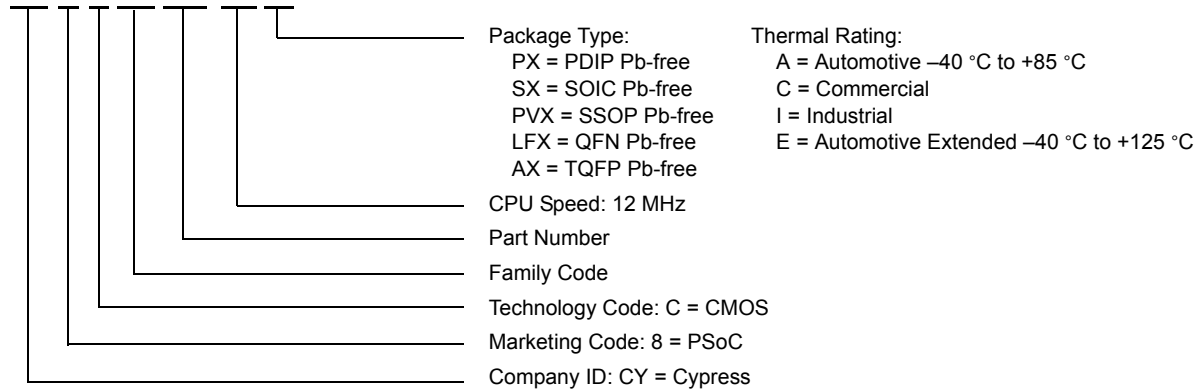 Package Type: Thermal Rating:
PX = PDIP Pb-free A = Automotive –40 °C to +85 °C
SX = SOIC Pb-free C = Commercial
PVX = SSOP Pb-free I = Industrial
LFX = QFN Pb-free E = Automotive Extended –40 °C to +125 °C
AX = TQFP Pb-free
CPU Speed: 12 MHz
Part Number
Family Code
Technology Code: C = CMOS
Marketing Code: 8 = PSoC
Company ID: CY = Cypress